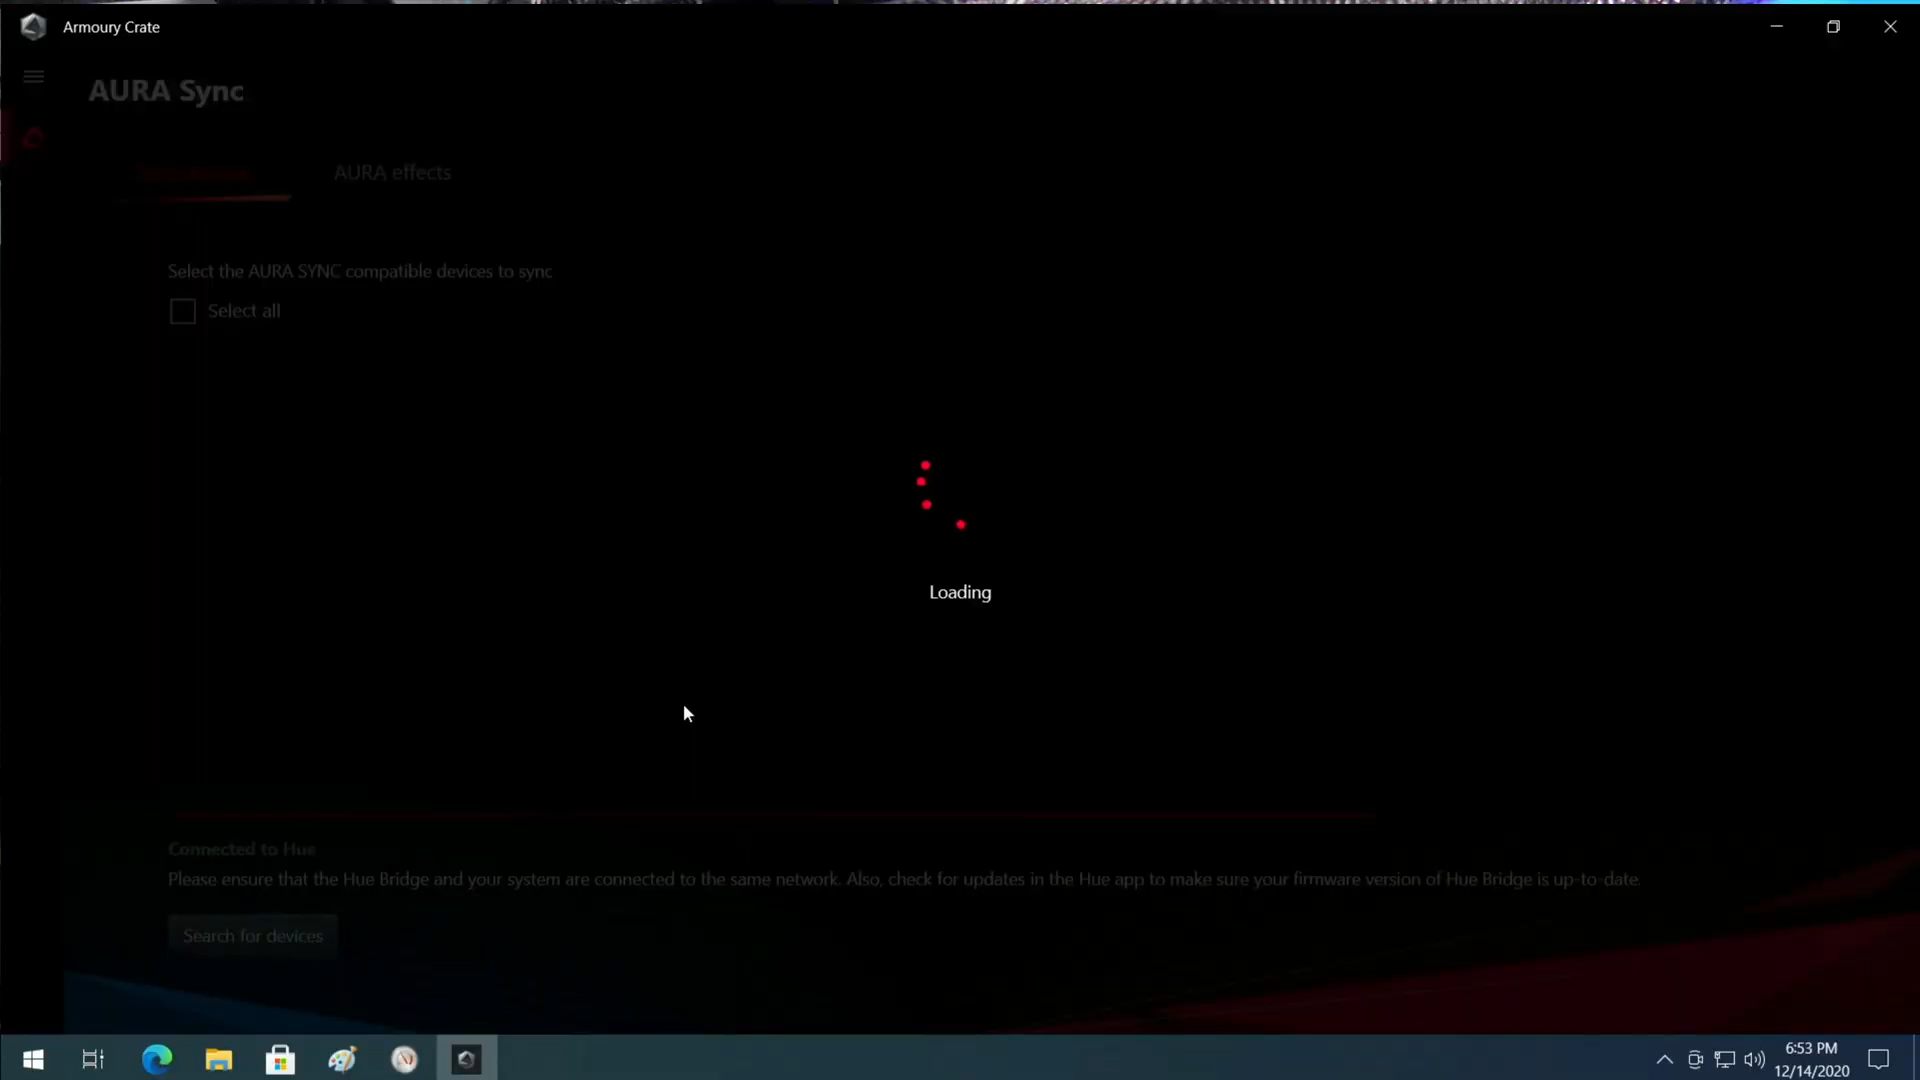 Armoury Crate
AURA Sync
AURA effects
Select the AURA SYNC compatible devices to sync
Select all
Loading
Connected to Hue
Please ensure that the Hue Bridge and your system are connected to the same network. Also, check for updates in the Hue app to make sure your firmware version of Hue Bridge is up-to-date.
Search for devices
6:53 PM
12/14/2020